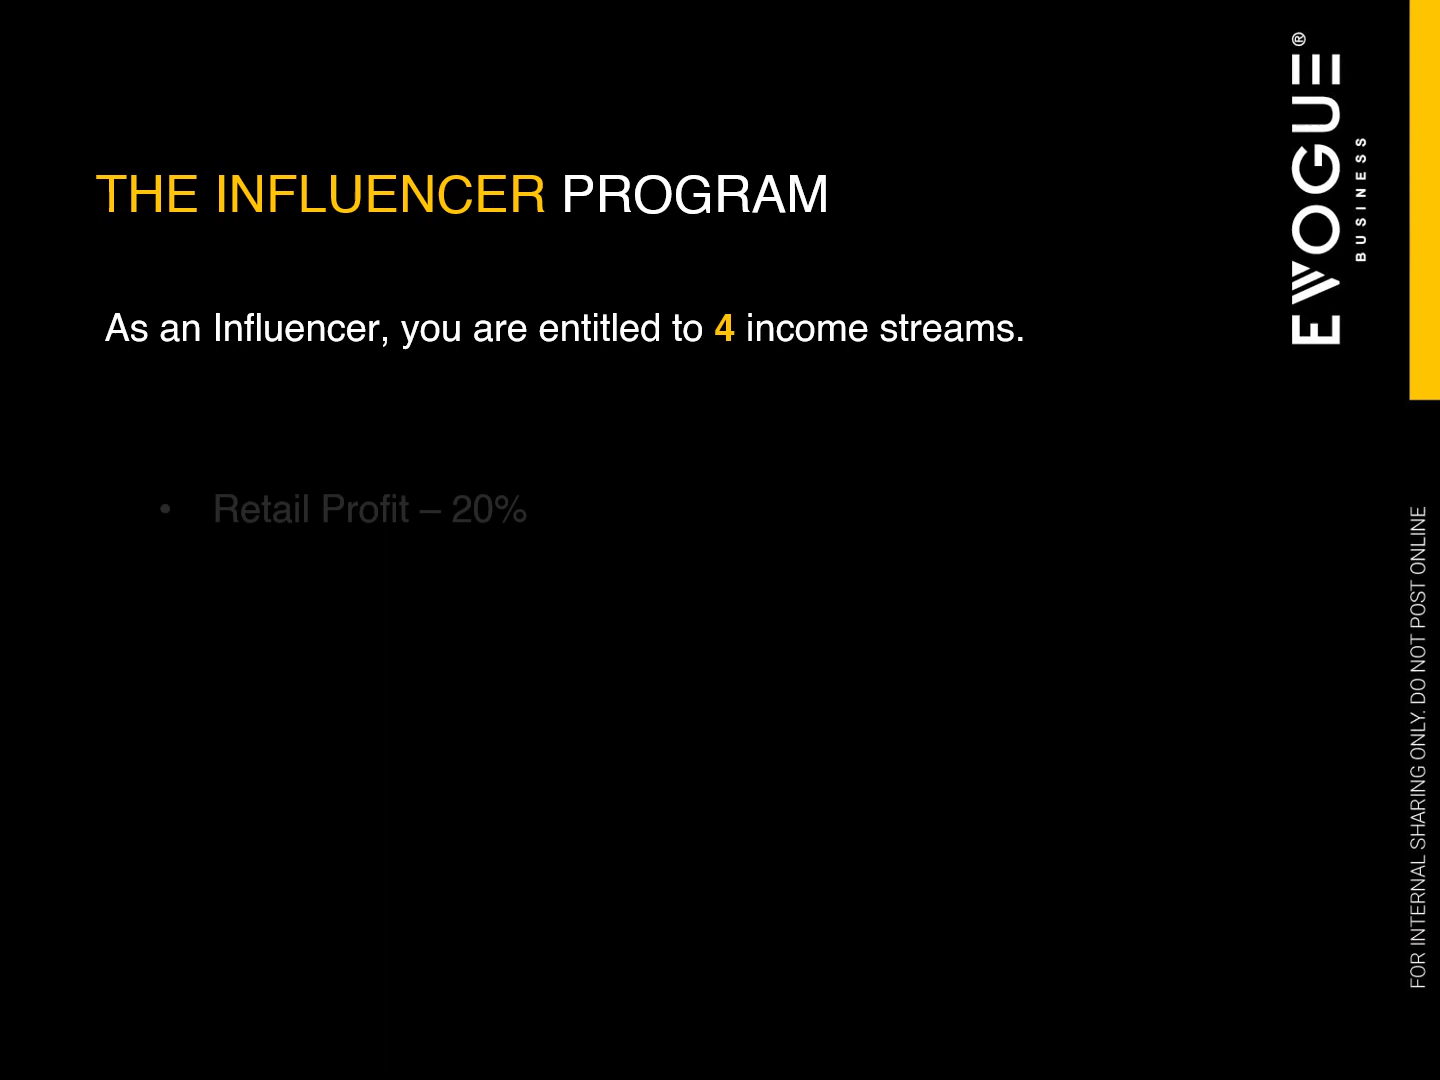 THE INFLUENCER PROGRAM
As an Influencer, you are entitled to 4 income streams.
• Retail Profit – 20%
EVOGUE®
BUSINESS
FOR INTERNAL SHARING ONLY. DO NOT POST ONLINE